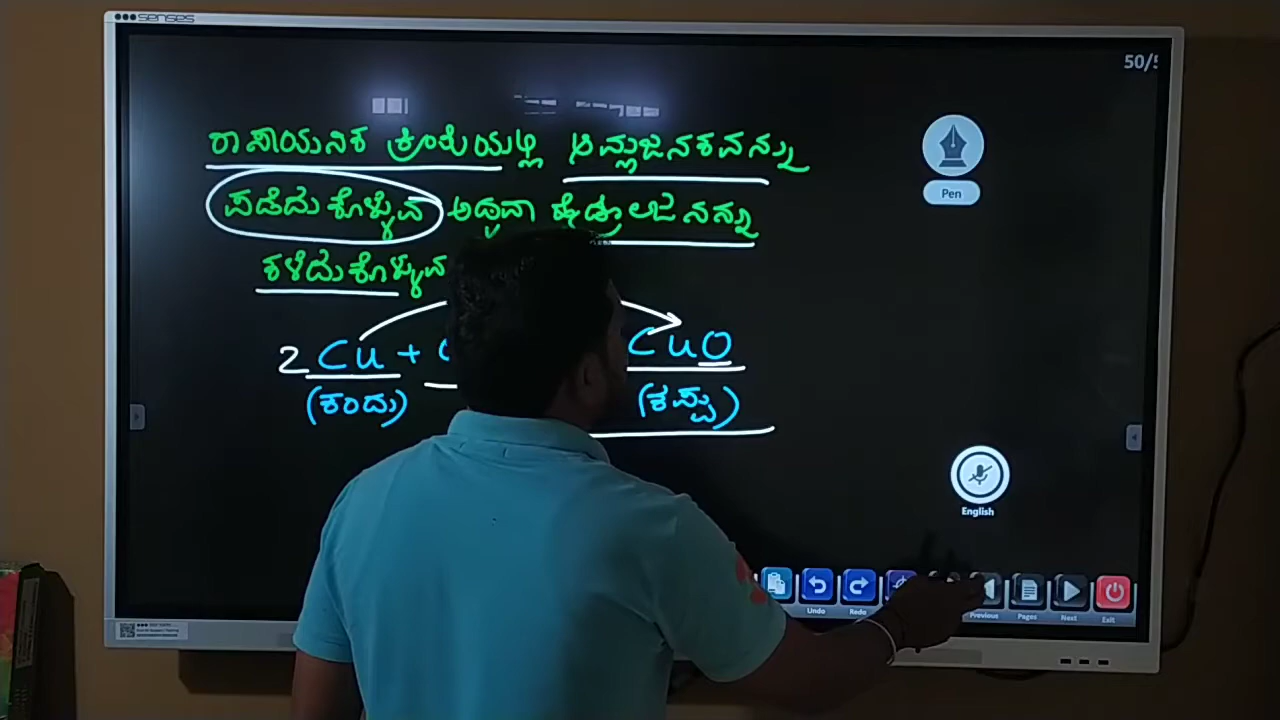 senses
50/5
ರಾಸಾಯನಿಕ ಕ್ರಿಯೆಯಲ್ಲಿ ಆಮ್ಲಜನಕವನ್ನು
ಪಡೆದುಕೊಳ್ಳುವ ಅಥವಾ ಹೈಡ್ರೋಜನನ್ನು
ಕಳೆದುಕೊಳ್ಳುವ
2Cu + CuO
(ಕಂದು) (ಕಪ್ಪು)
Pen
English
Undo Redo Previous Pages Next Exit